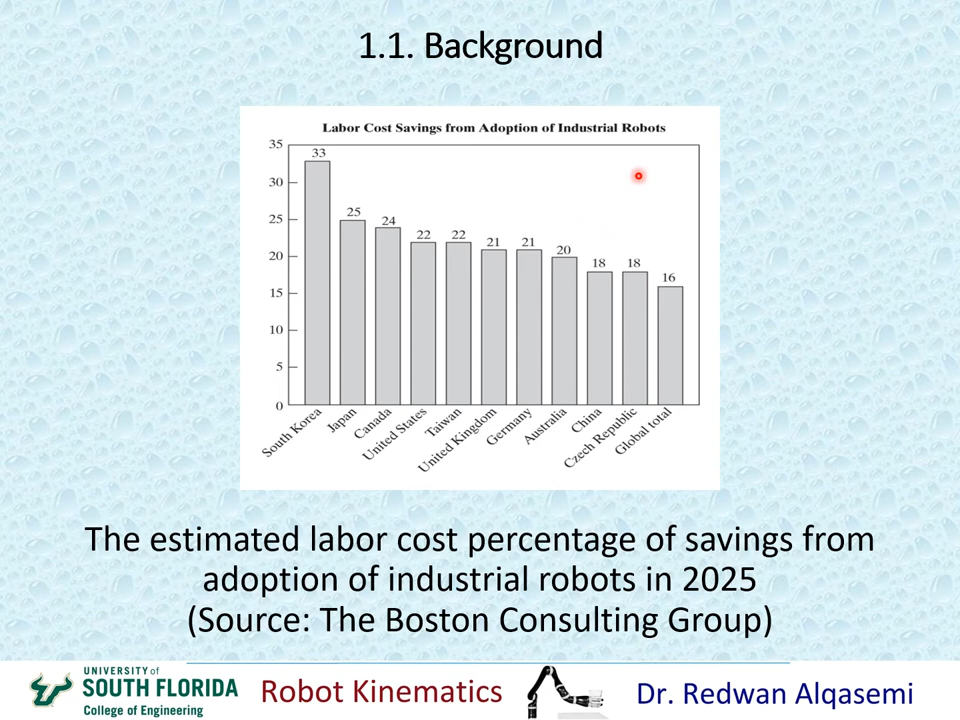 1.1. Background
Labor Cost Savings from Adoption of Industrial Robots
35
30
25
20
15
10
5
0
33
25
24
22
22
21
21
20
18
18
16
South Korea
Japan
Canada
United States
Taiwan
United Kingdom
Germany
Australia
China
Czech Republic
Global total
The estimated labor cost percentage of savings from
adoption of industrial robots in 2025
(Source: The Boston Consulting Group)
UNIVERSITY of
SOUTH FLORIDA
College of Engineering
Robot Kinematics
Dr. Redwan Alqasemi